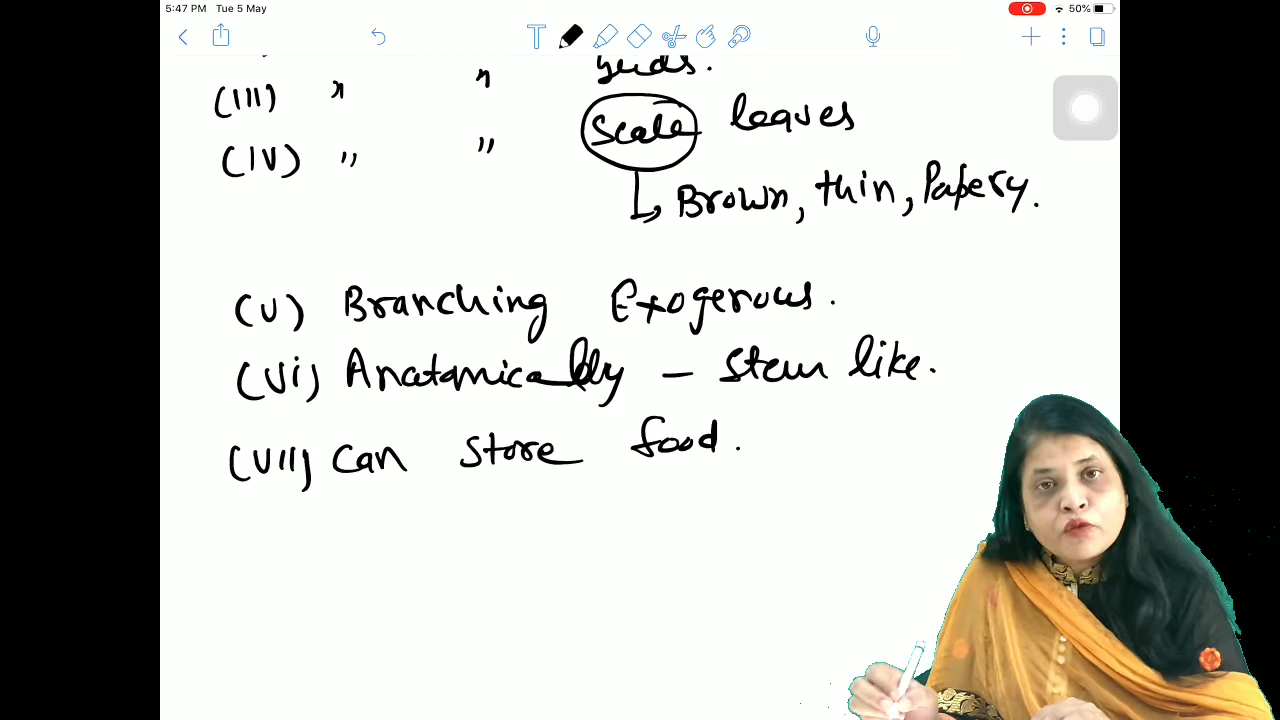 5:47 PM Tue 5 May 50%
(III) " " buds.
(IV) " " Scale leaves
Brown, thin, Papery.
(V) Branching Exogenous.
(Vi) Anatomically – stem like.
(VII) Can store food.